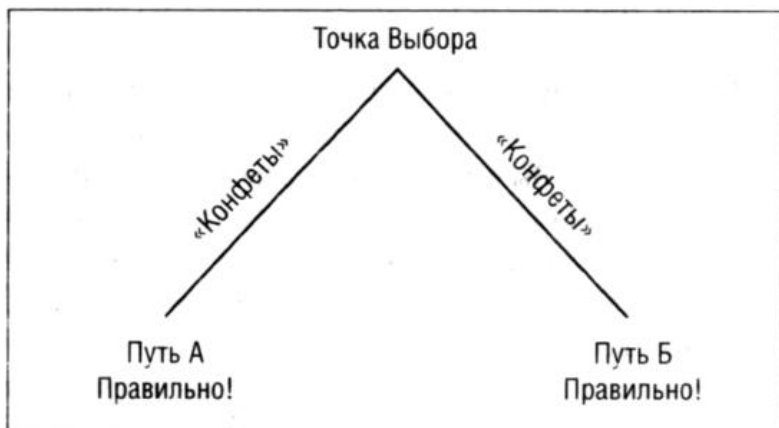 Точка Выбора
«Конфеты»
«Конфеты»
Путь А
Правильно!
Путь Б
Правильно!